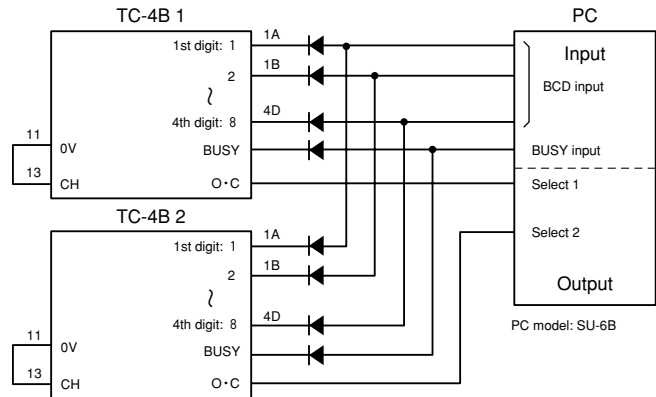 TC-4B 1
1st digit: 1
1A
2
1B
~
4th digit: 8
4D
BUSY
O・C
11
0V
13
CH
TC-4B 2
1st digit: 1
1A
2
1B
~
4th digit: 8
4D
BUSY
O・C
11
0V
13
CH
PC
Input
BCD input
BUSY input
Select 1
Select 2
Output
PC model: SU-6B